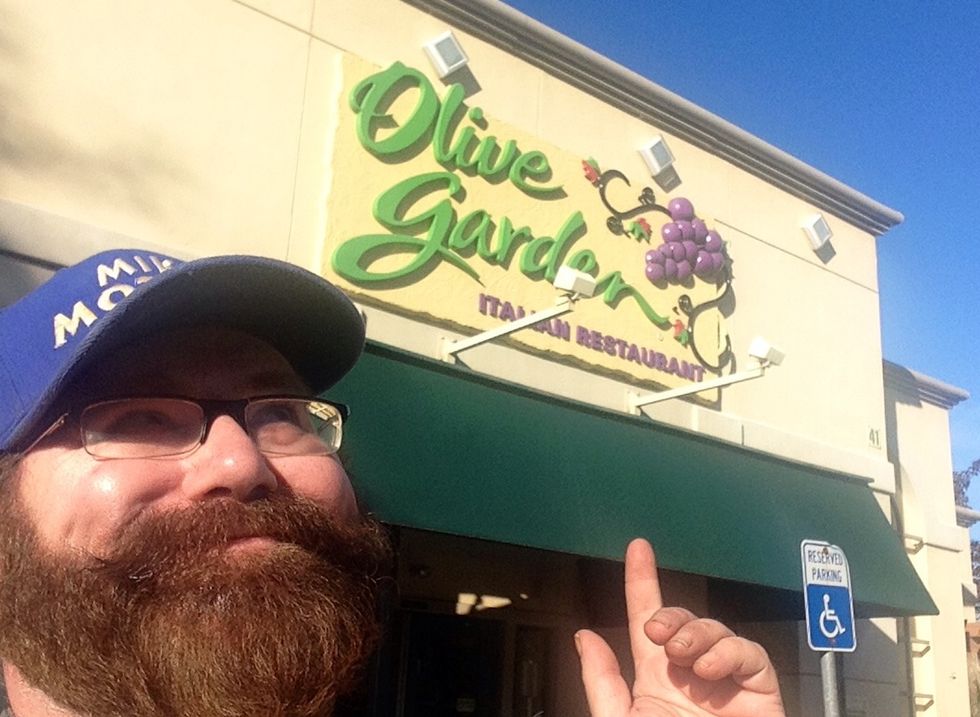 Olive
Garden
ITALIAN RESTAURANT
41
RESERVED
PARKING